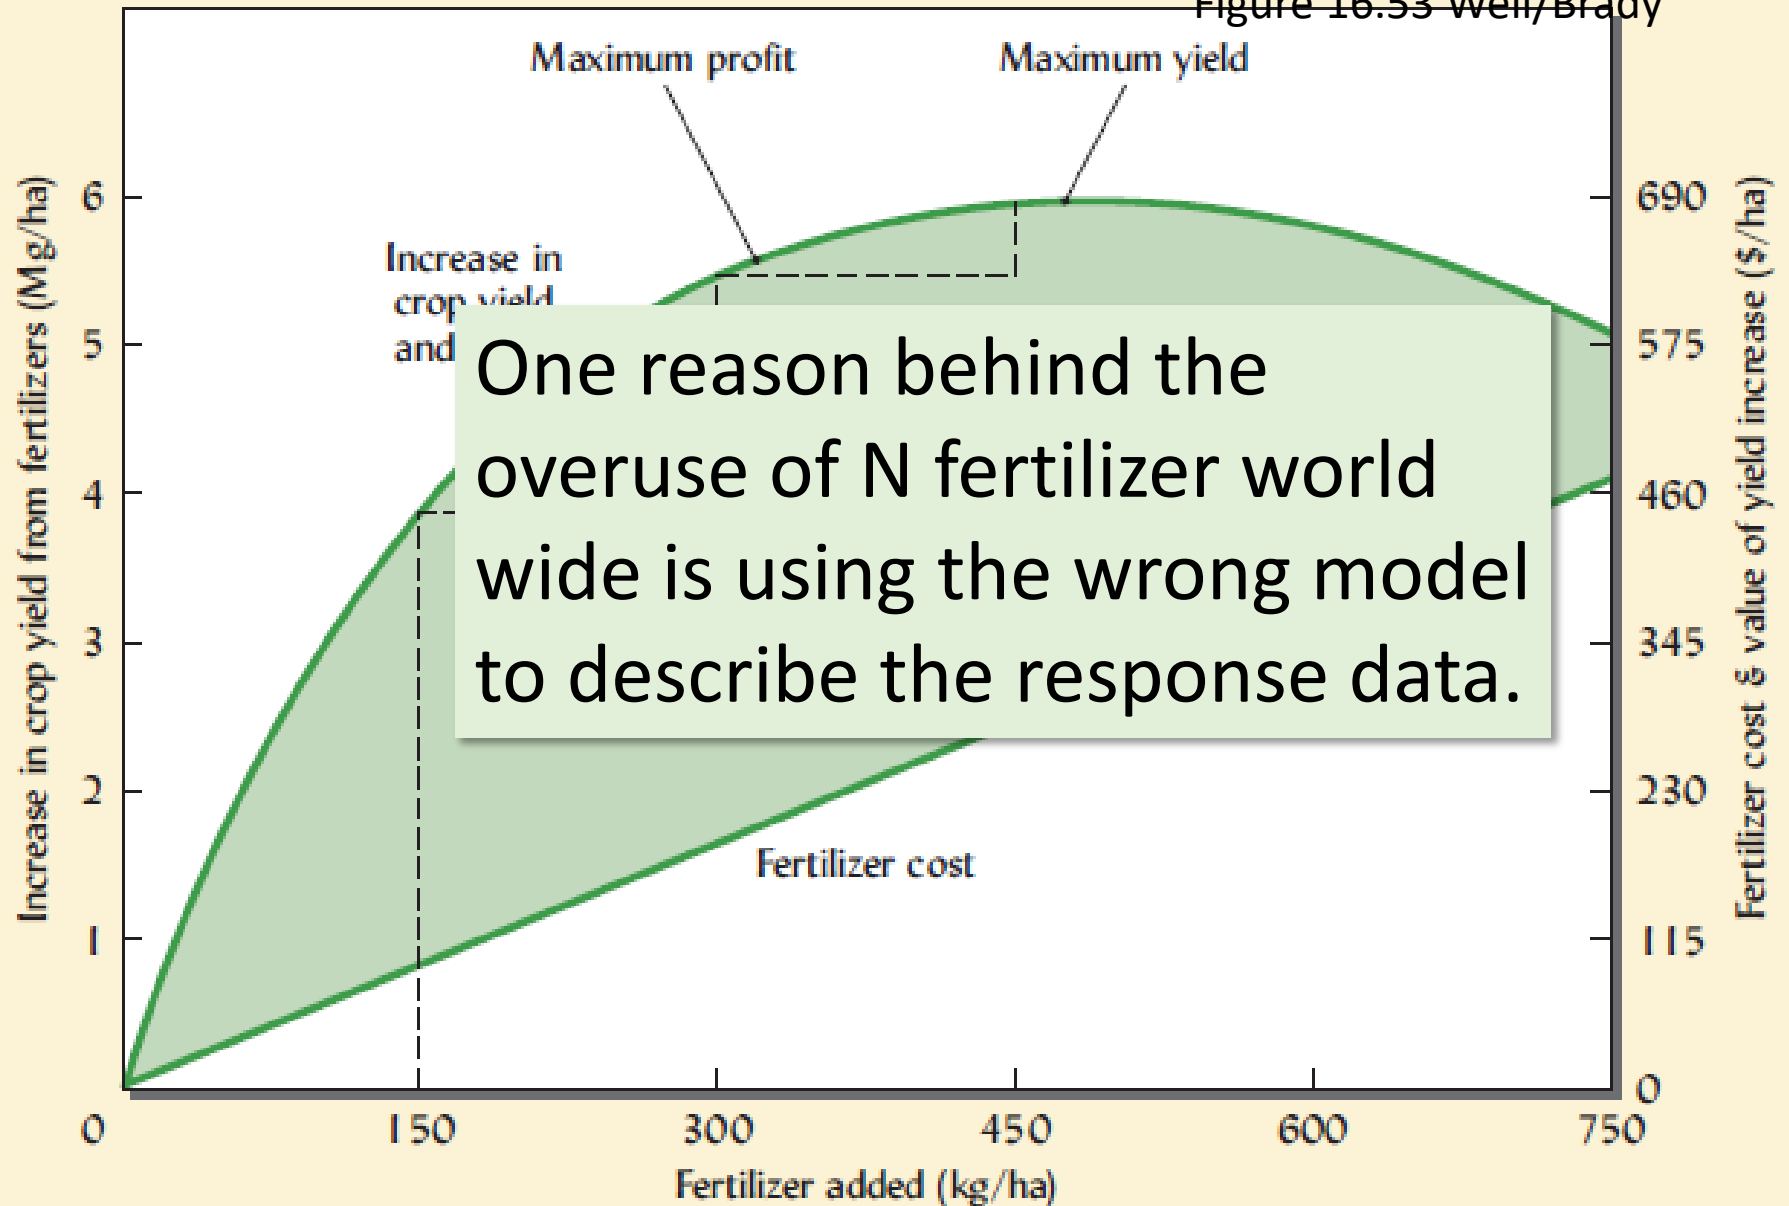 Figure 16.53 Weil/Brady
Maximum profit
Maximum yield
Increase in crop yield from fertilizers (Mg/ha)
6
5
4
3
2
1
0
Increase in
crop yield
and
One reason behind the
overuse of N fertilizer world
wide is using the wrong model
to describe the response data.
Fertilizer cost
690
575
460
345
230
115
0
Fertilizer cost & value of yield increase ($/ha)
150
300
450
600
750
Fertilizer added (kg/ha)